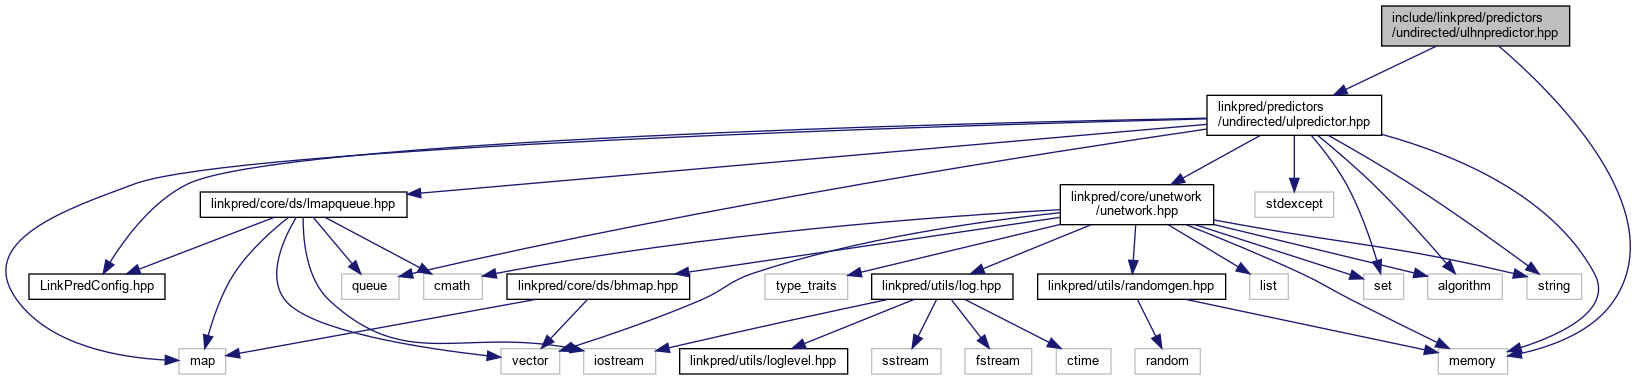 include/linkpred/predictors
/undirected/ulhnpredictor.hpp
linkpred/predictors
/undirected/ulpredictor.hpp
linkpred/core/ds/lmapqueue.hpp
linkpred/core/unetwork
/unetwork.hpp
stdexcept
LinkPredConfig.hpp
queue
cmath
linkpred/core/ds/bhmap.hpp
type_traits
linkpred/utils/log.hpp
linkpred/utils/randomgen.hpp
list
set
algorithm
string
map
vector
iostream
linkpred/utils/loglevel.hpp
sstream
fstream
ctime
random
memory